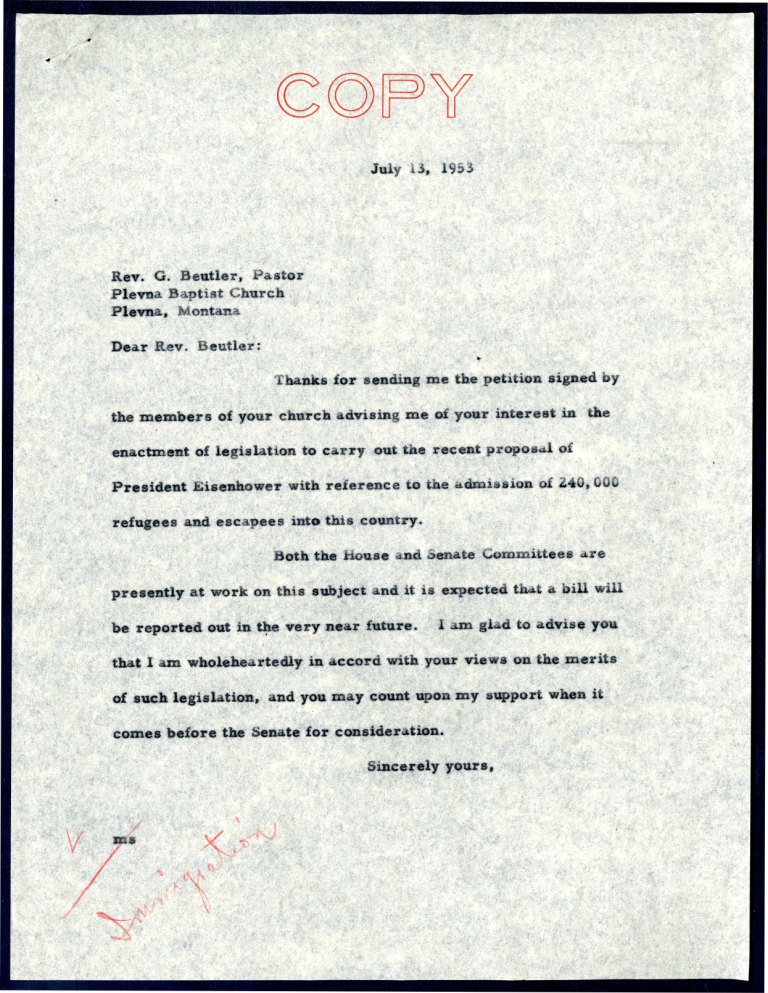 COPY
July 13, 1953
Rev. G. Beutler, Pastor
Plevna Baptist Church
Plevna, Montana
Dear Rev. Beutler:
Thanks for sending me the petition signed by
the members of your church advising me of your interest in the
enactment of legislation to carry out the recent proposal of
President Eisenhower with reference to the admission of 240,000
refugees and escapees into this country.
Both the House and Senate Committees are
presently at work on this subject and it is expected that a bill will
be reported out in the very near future. I am glad to advise you
that I am wholeheartedly in accord with your views on the merits
of such legislation, and you may count upon my support when it
comes before the Senate for consideration.
Sincerely yours,
ms
Immigration